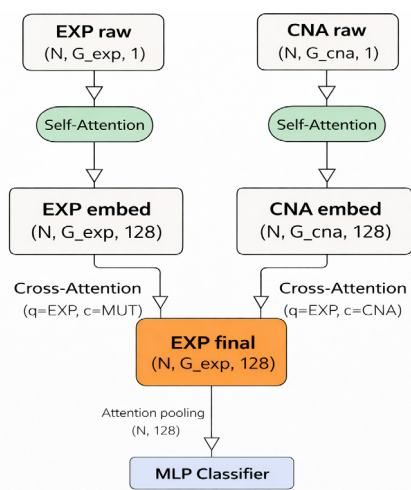 EXP raw
(N, G_exp, 1)
CNA raw
(N, G_cna, 1)
Self-Attention
Self-Attention
EXP embed
(N, G_exp, 128)
CNA embed
(N, G_cna, 128)
Cross-Attention
(q=EXP, c=MUT)
Cross-Attention
(q=EXP, c=CNA)
EXP final
(N, G_exp, 128)
Attention pooling
(N, 128)
MLP Classifier